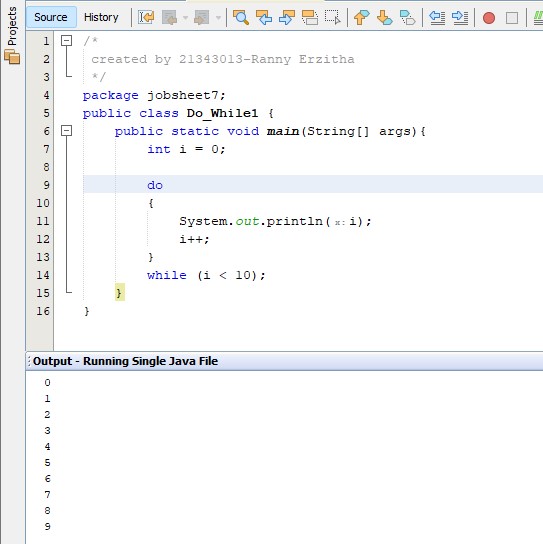 Projects
Source History
1 /*
2 created by 21343013-Ranny Erzitha
3 */
4 package jobsheet7;
5 public class Do_While1 {
6 public static void main(String[] args){
7 int i = 0;
8
9 do
10 {
11 System.out.println( x: i);
12 i++;
13 }
14 while (i < 10);
15 }
16 }
Output - Running Single Java File
0
1
2
3
4
5
6
7
8
9